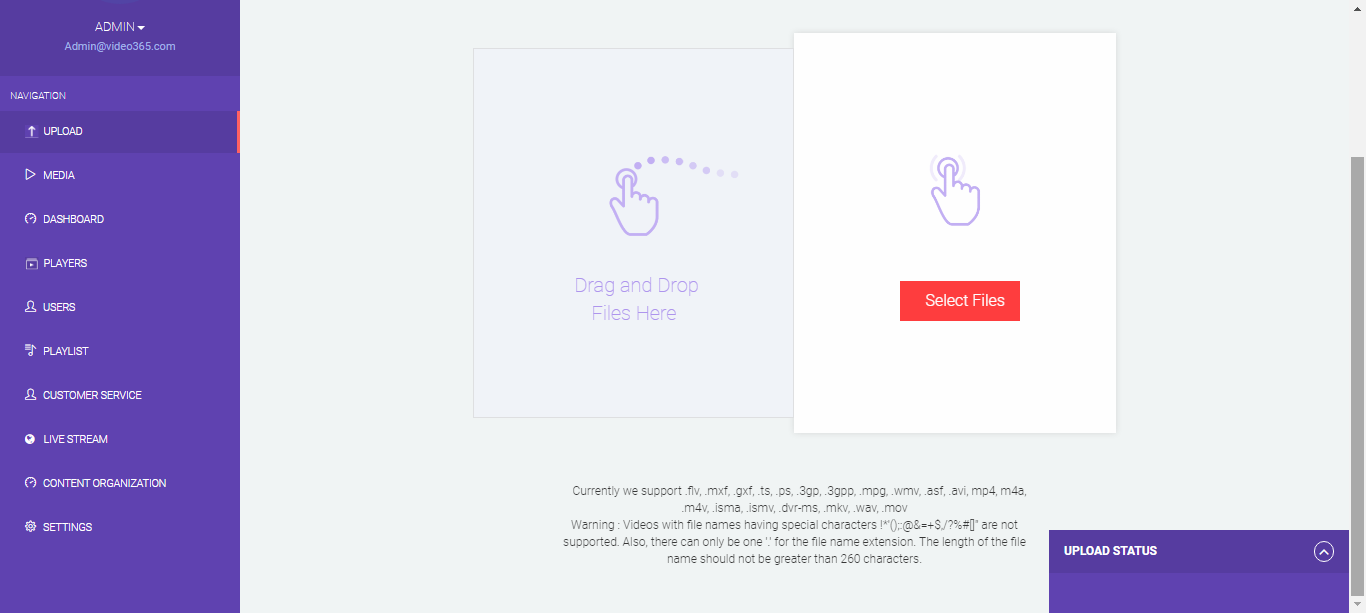 ADMIN
Admin@video365.com
NAVIGATION
UPLOAD
MEDIA
DASHBOARD
PLAYERS
USERS
PLAYLIST
CUSTOMER SERVICE
LIVE STREAM
CONTENT ORGANIZATION
SETTINGS
Drag and Drop
Files Here
Select Files
Currently we support .flv, .mxf, .gxf, .ts, .ps, .3gp, .3gpp, .mpg, .wmv, .asf, .avi, mp4, m4a,
.m4v, .isma, .ismv, .dvr-ms, .mkv, .wav, .mov
Warning : Videos with file names having special characters !*'();:@&=+$,/?%#[]" are not
supported. Also, there can only be one '.' for the file name extension. The length of the file
name should not be greater than 260 characters.
UPLOAD STATUS